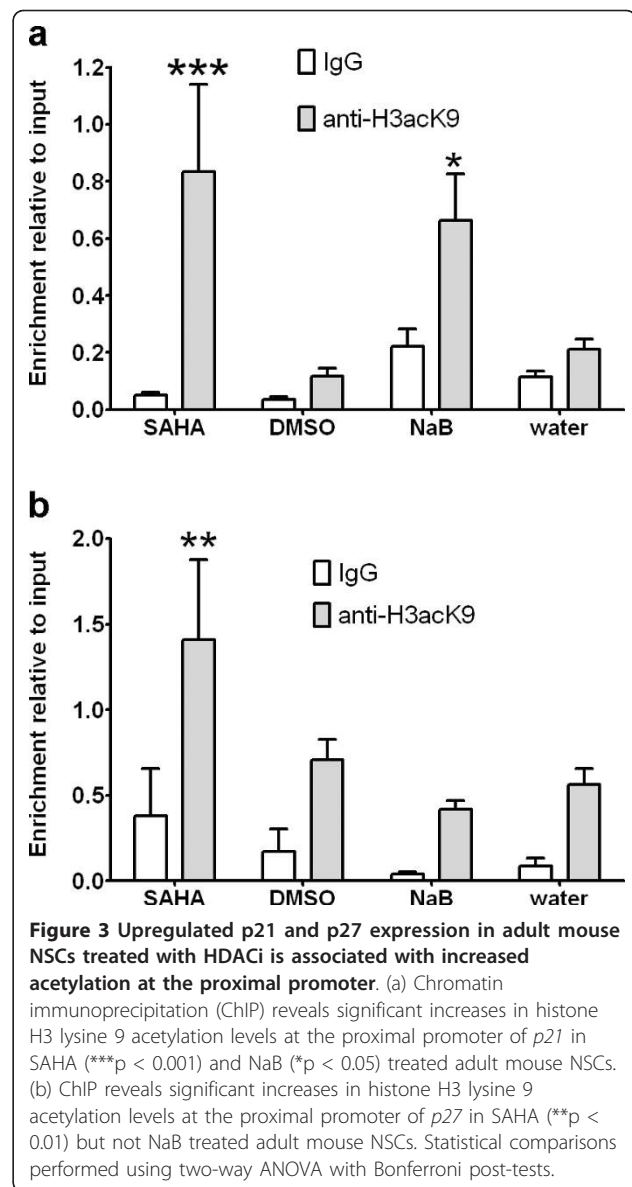 a
Enrichment relative to input
1.2
1.0
0.8
0.6
0.4
0.2
0.0
***
*
IgG
anti-H3acK9
SAHA DMSO NaB water
b
Enrichment relative to input
2.0
1.5
1.0
0.5
0.0
**
IgG
anti-H3acK9
SAHA DMSO NaB water
Figure 3 Upregulated p21 and p27 expression in adult mouse
NSCs treated with HDACi is associated with increased
acetylation at the proximal promoter. (a) Chromatin
immunoprecipitation (ChIP) reveals significant increases in histone
H3 lysine 9 acetylation levels at the proximal promoter of p21 in
SAHA (***p < 0.001) and NaB (*p < 0.05) treated adult mouse NSCs.
(b) ChIP reveals significant increases in histone H3 lysine 9
acetylation levels at the proximal promoter of p27 in SAHA (**p <
0.01) but not NaB treated adult mouse NSCs. Statistical comparisons
performed using two-way ANOVA with Bonferroni post-tests.